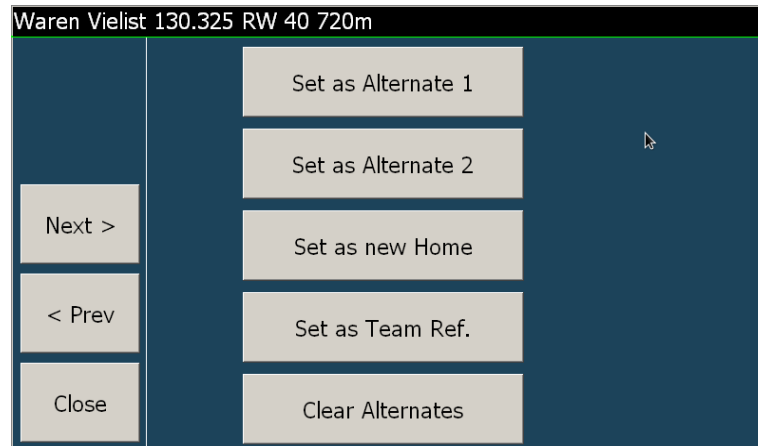 Waren Vielist 130.325 RW 40 720m
Set as Alternate 1
Set as Alternate 2
Set as new Home
Set as Team Ref.
Clear Alternates
Next >
< Prev
Close